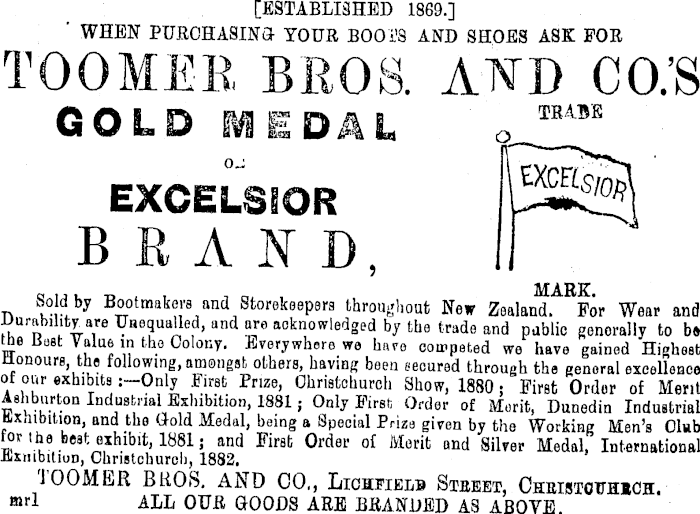 [ESTABLISHED 1869.]
WHEN PURCHASING YOUR BOOTS AND SHOES ASK FOR
TOOMER BROS. AND CO.'S
GOLD MEDAL
TRADE
OR
EXCELSIOR
EXCELSIOR
BRAND,
MARK.
Sold by Bootmakers and Storekeepers throughout New Zealand. For Wear and
Durability are Unequalled, and are acknowledged by the trade and public generally to be
the Best Value in the Colony. Everywhere we have competed we have gained Highest
Honours, the following, amongst others, having been secured through the general excellence
of our exhibits :—Only First Prize, Christchurch Show, 1880 ; First Order of Merit
Ashburton Industrial Exhibition, 1881 ; Only First Order of Merit, Dunedin Industrial
Exhibition, and the Gold Medal, being a Special Prize given by the Working Men's Club
for the best exhibit, 1881 ; and First Order of Merit and Silver Medal, International
Exhibition, Christchurch, 1882.
TOOMER BROS. AND CO., LICHFIELD STREET, CHRISTCHURCH.
mrl ALL OUR GOODS ARE BRANDED AS ABOVE.